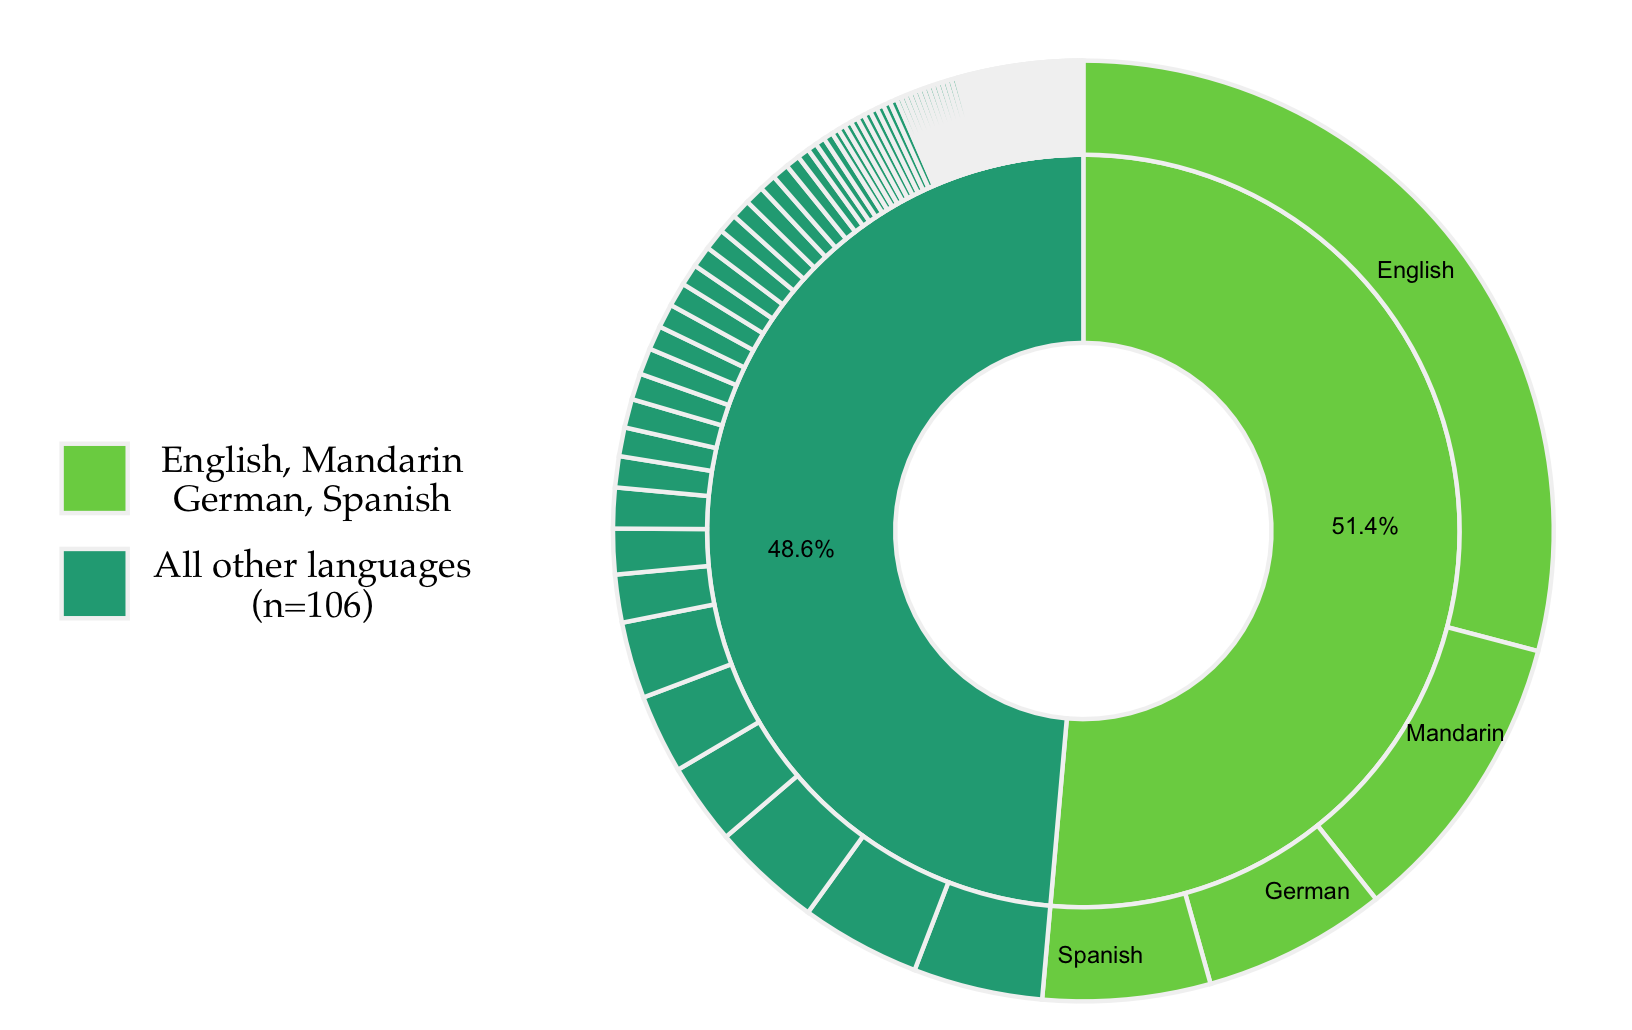 English, Mandarin
German, Spanish
All other languages
(n=106)
English
51.4%
48.6%
Mandarin
German
Spanish